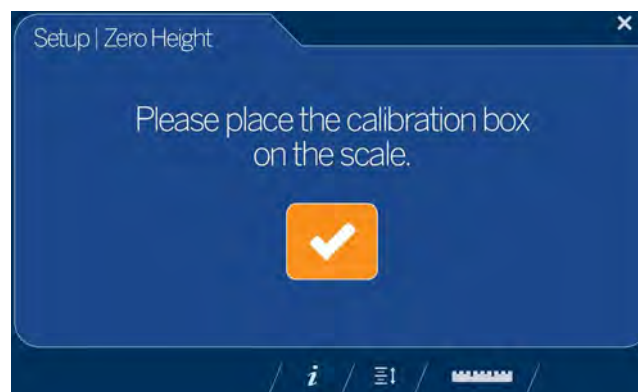 Setup | Zero Height
Please place the calibration box
on the scale.
i